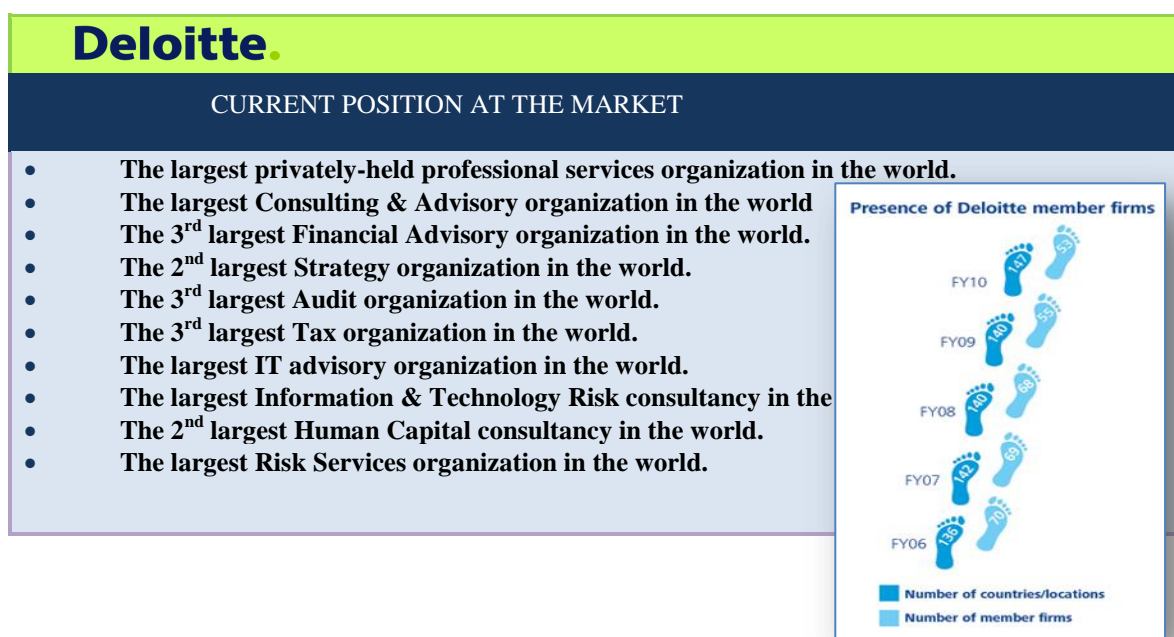 Deloitte.
CURRENT POSITION AT THE MARKET
• The largest privately-held professional services organization in the world.
• The largest Consulting & Advisory organization in the world
• The 3rd largest Financial Advisory organization in the world.
• The 2nd largest Strategy organization in the world.
• The 3rd largest Audit organization in the world.
• The 3rd largest Tax organization in the world.
• The largest IT advisory organization in the world.
• The largest Information & Technology Risk consultancy in the
• The 2nd largest Human Capital consultancy in the world.
• The largest Risk Services organization in the world.
Presence of Deloitte member firms
FY10 147 53
FY09 140 55
FY08 140 68
FY07 142 69
FY06 136 70
Number of countries/locations
Number of member firms